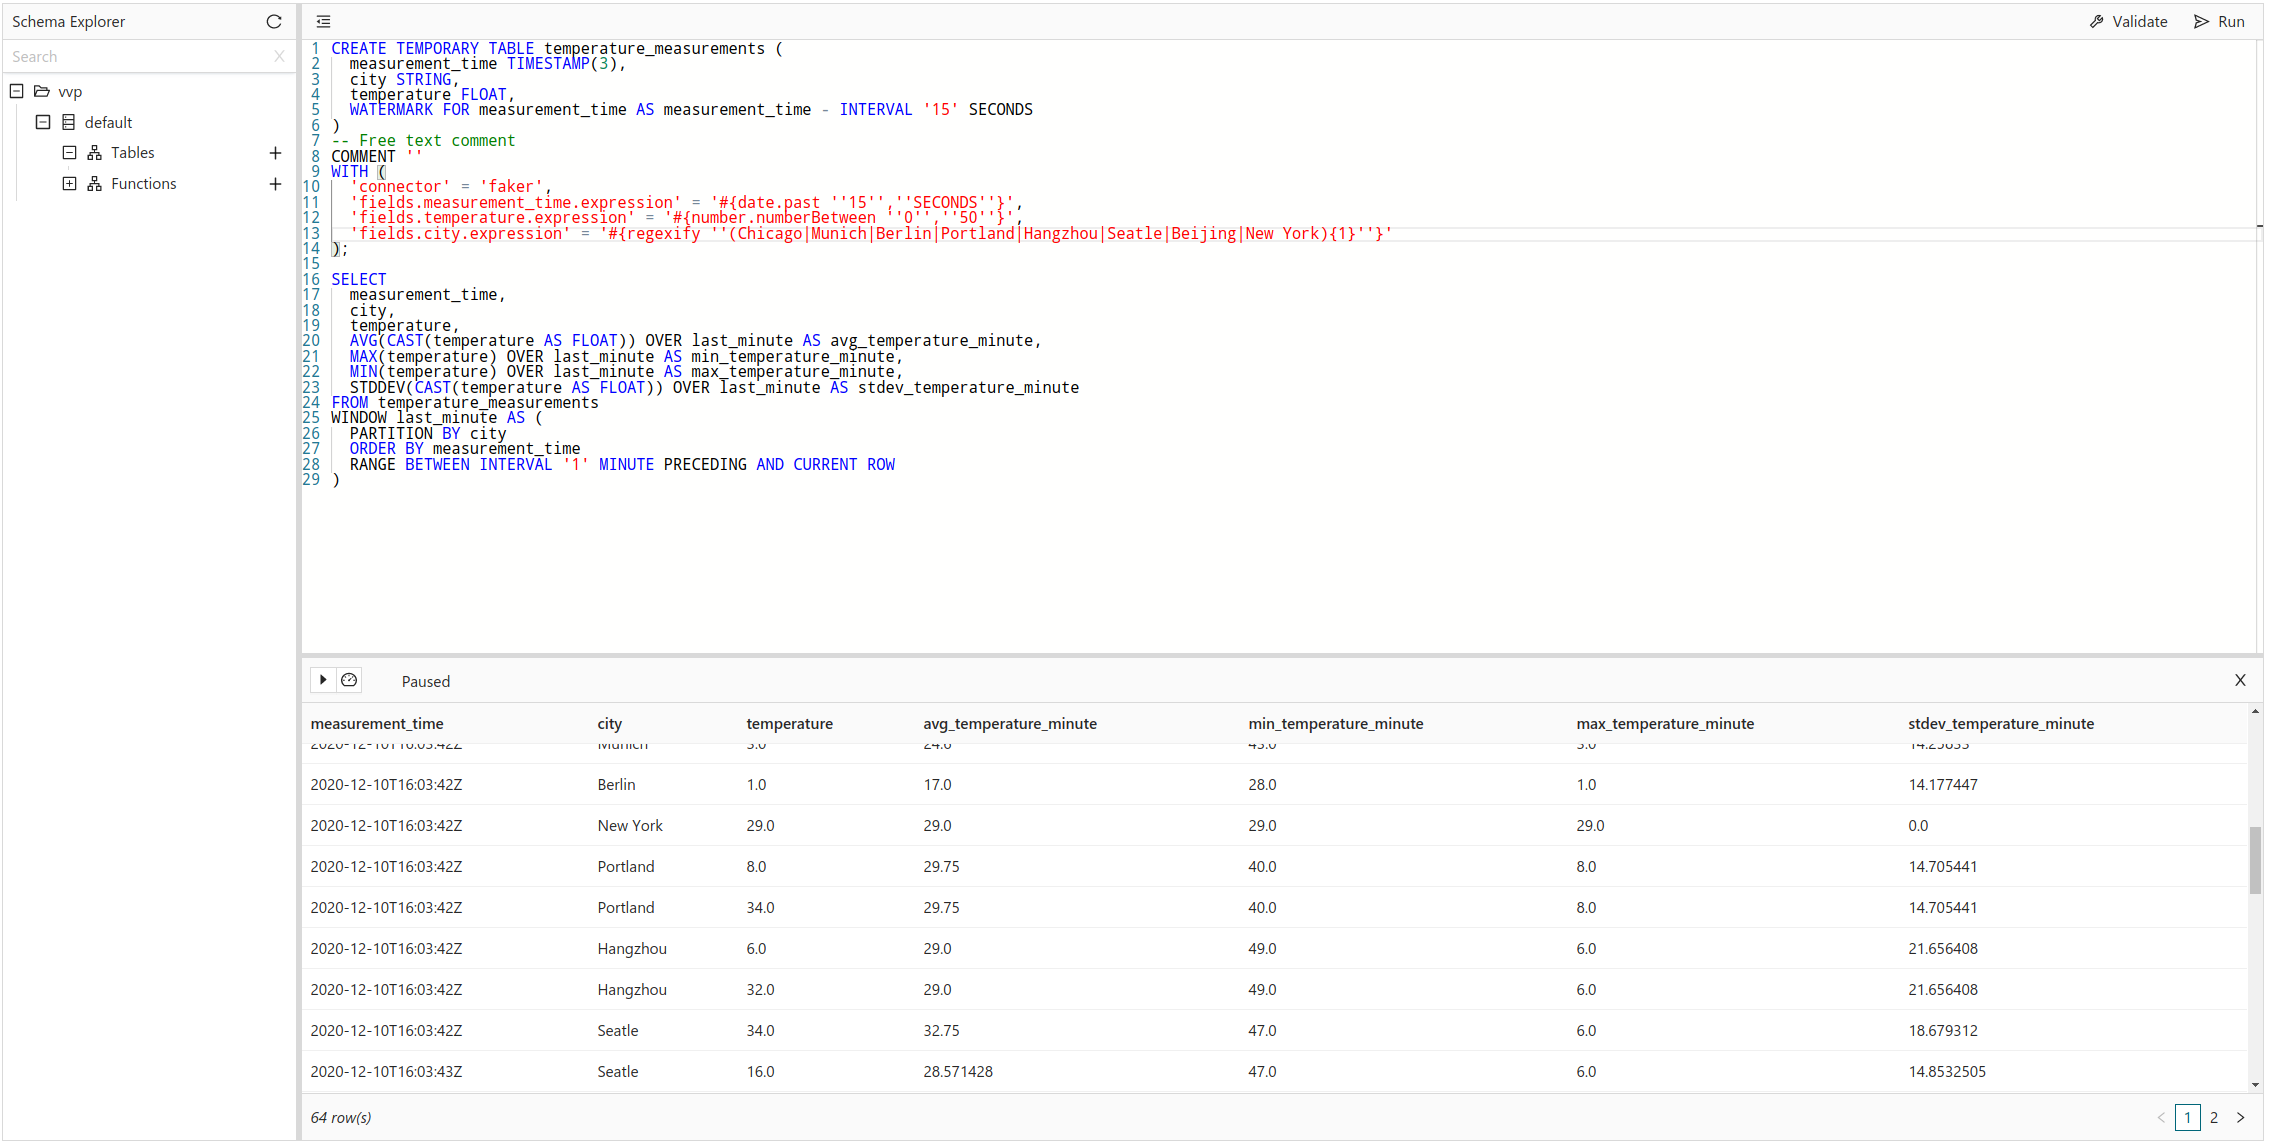 Schema Explorer
Validate
Run
Search
X
vvp
default
Tables
+
Functions
+
1 CREATE TEMPORARY TABLE temperature_measurements (
2 measurement_time TIMESTAMP(3),
3 city STRING,
4 temperature FLOAT,
5 WATERMARK FOR measurement_time AS measurement_time - INTERVAL '15' SECONDS
6 )
7 -- Free text comment
8 COMMENT ''
9 WITH (
10 'connector' = 'faker',
11 'fields.measurement_time.expression' = '#{date.past ''15'',''SECONDS''}',
12 'fields.temperature.expression' = '#{number.numberBetween ''0'',''50''}',
13 'fields.city.expression' = '#{regexify ''(Chicago|Munich|Berlin|Portland|Hangzhou|Seatle|Beijing|New York){1}''}'
14 );
15
16 SELECT
17 measurement_time,
18 city,
19 temperature,
20 AVG(CAST(temperature AS FLOAT)) OVER last_minute AS avg_temperature_minute,
21 MAX(temperature) OVER last_minute AS min_temperature_minute,
22 MIN(temperature) OVER last_minute AS max_temperature_minute,
23 STDDEV(CAST(temperature AS FLOAT)) OVER last_minute AS stdev_temperature_minute
24 FROM temperature_measurements
25 WINDOW last_minute AS (
26 PARTITION BY city
27 ORDER BY measurement_time
28 RANGE BETWEEN INTERVAL '1' MINUTE PRECEDING AND CURRENT ROW
29 )
Paused
X
measurement_time city temperature avg_temperature_minute min_temperature_minute max_temperature_minute stdev_temperature_minute
2020-12-10T16:03:42Z Munich 3.0 24.6 43.0 3.0
2020-12-10T16:03:42Z Berlin 1.0 17.0 28.0 1.0 14.177447
2020-12-10T16:03:42Z New York 29.0 29.0 29.0 29.0 0.0
2020-12-10T16:03:42Z Portland 8.0 29.75 40.0 8.0 14.705441
2020-12-10T16:03:42Z Portland 34.0 29.75 40.0 8.0 14.705441
2020-12-10T16:03:42Z Hangzhou 6.0 29.0 49.0 6.0 21.656408
2020-12-10T16:03:42Z Hangzhou 32.0 29.0 49.0 6.0 21.656408
2020-12-10T16:03:42Z Seatle 34.0 32.75 47.0 6.0 18.679312
2020-12-10T16:03:43Z Seatle 16.0 28.571428 47.0 6.0 14.8532505
64 row(s)
< 1 2 >